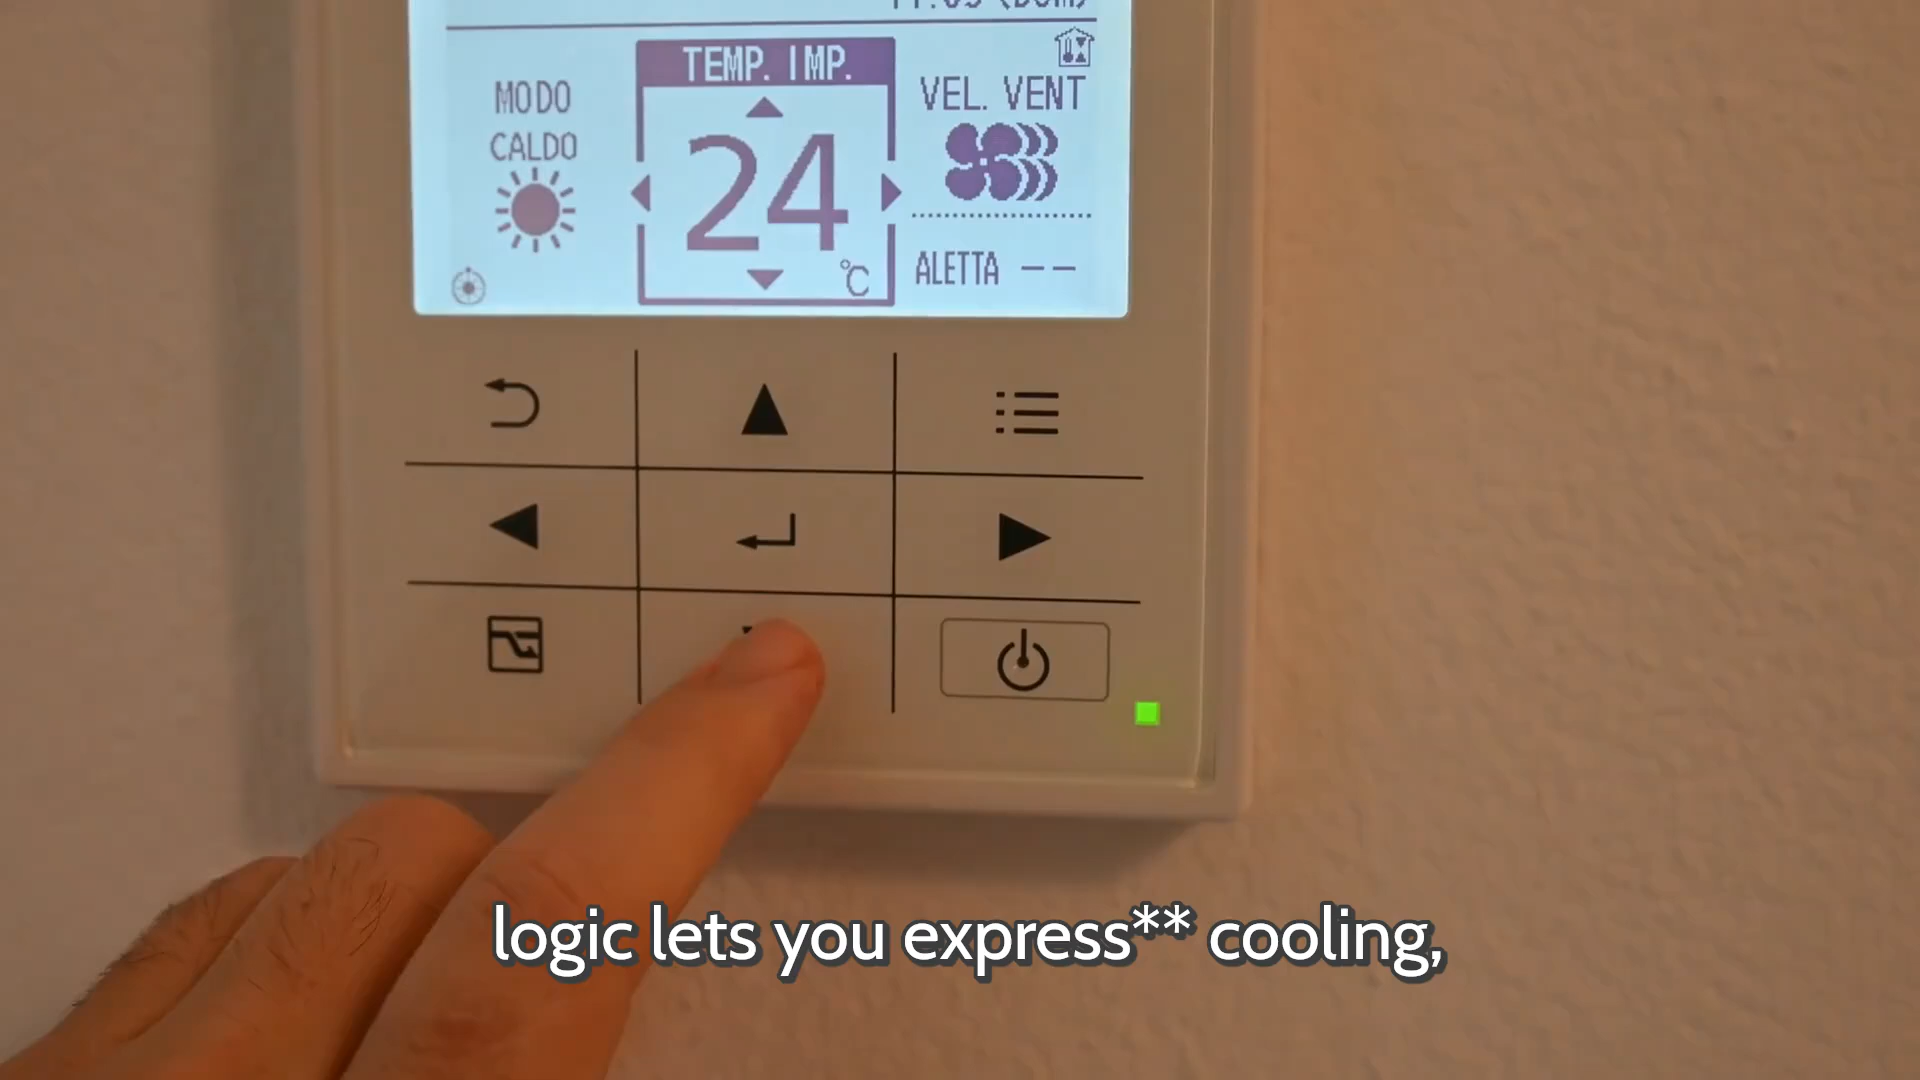 TEMP. IMP.
MODO
CALDO
24
°C
VEL. VENT
ALETTA --
logic lets you express** cooling,